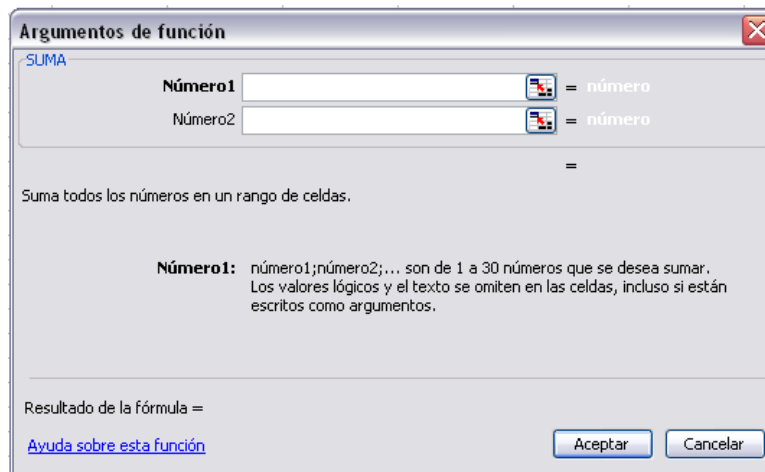 Argumentos de función
SUMA
Número1 = número
Número2 = número
=
Suma todos los números en un rango de celdas.
Número1: número1;número2;... son de 1 a 30 números que se desea sumar.
Los valores lógicos y el texto se omiten en las celdas, incluso si están
escritos como argumentos.
Resultado de la fórmula =
Ayuda sobre esta función Aceptar Cancelar